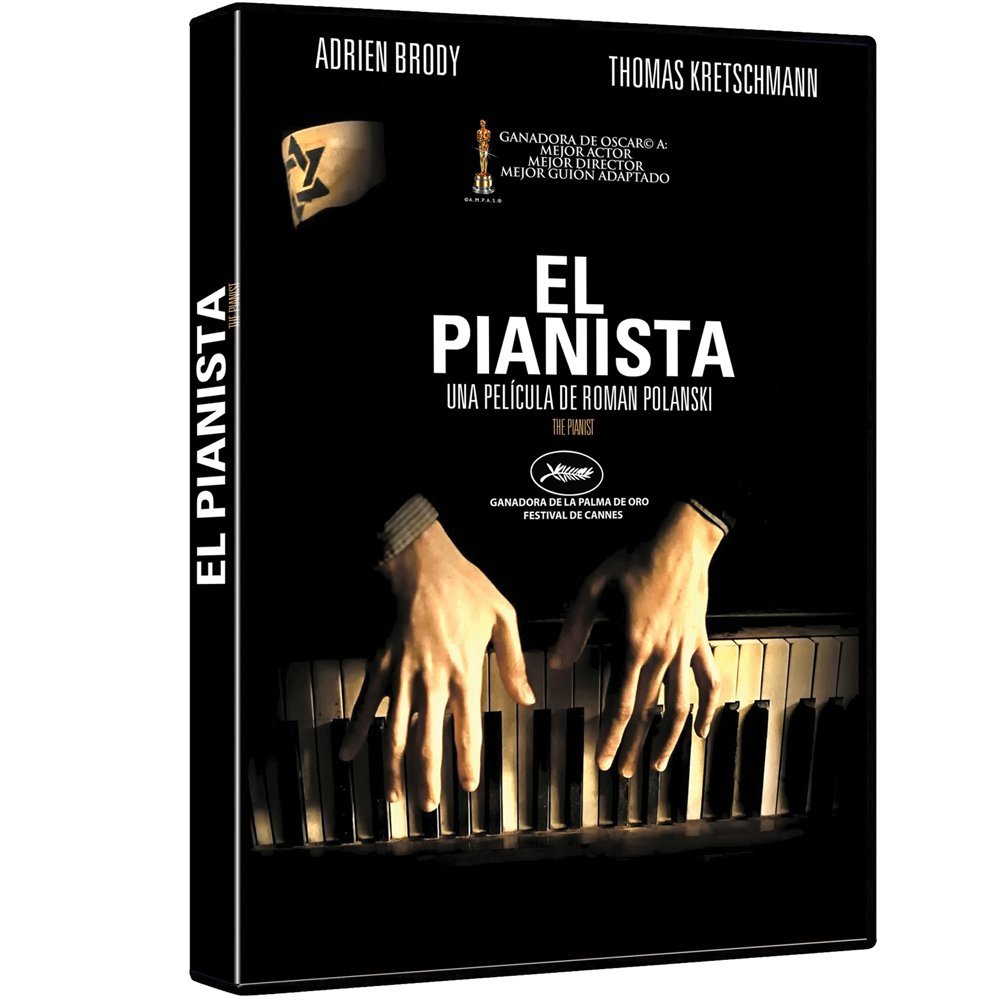 ADRIEN BRODY
THOMAS KRETSCHMANN
GANADORA DE OSCAR© A:
MEJOR ACTOR
MEJOR DIRECTOR
MEJOR GUIÓN ADAPTADO
©A.M.P.A.S.®
EL
PIANISTA
UNA PELÍCULA DE ROMAN POLANSKI
THE PIANIST
GANADORA DE LA PALMA DE ORO
FESTIVAL DE CANNES
EL PIANISTA
THE PIANIST